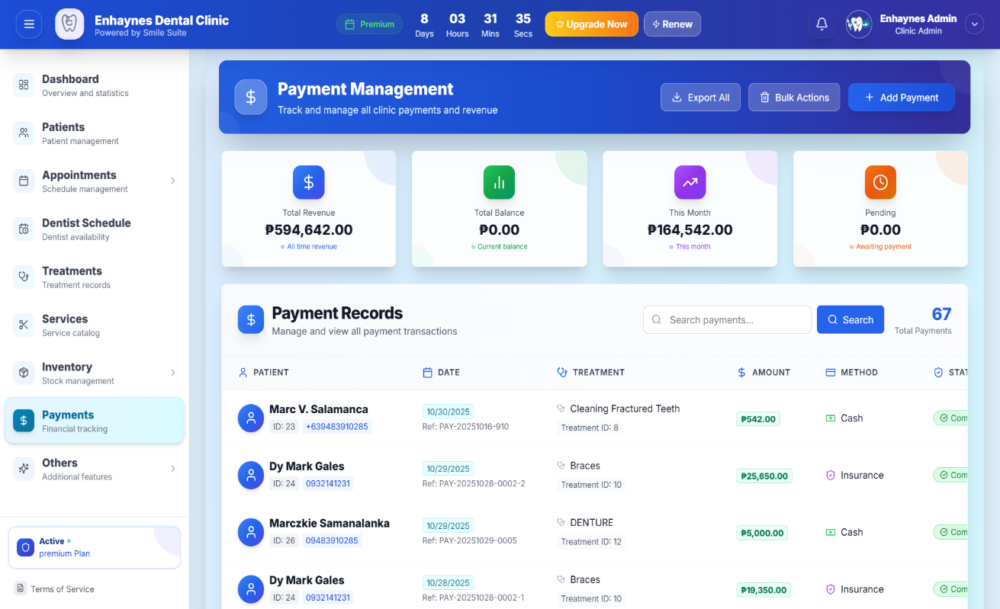 Enhaynes Dental Clinic
Powered by Smile Suite
Premium
8 03 31 35
Days Hours Mins Secs
Upgrade Now
Renew
Enhaynes Admin
Clinic Admin
Dashboard
Overview and statistics
Patients
Patient management
Appointments
Schedule management
Dentist Schedule
Dentist availability
Treatments
Treatment records
Services
Service catalog
Inventory
Stock management
Payments
Financial tracking
Others
Additional features
Active
premium Plan
Terms of Service
Payment Management
Track and manage all clinic payments and revenue
Export All
Bulk Actions
Add Payment
Total Revenue
₱594,642.00
All time revenue
Total Balance
₱0.00
Current balance
This Month
₱164,542.00
This month
Pending
₱0.00
Awaiting payment
Payment Records
Manage and view all payment transactions
Search payments...
Search
67
Total Payments
PATIENT DATE TREATMENT AMOUNT METHOD STAT
Marc V. Salamanca
ID: 23 +639483910285
10/30/2025
Ref: PAY-20251016-910
Cleaning Fractured Teeth
Treatment ID: 8
₱542.00
Cash
Com
Dy Mark Gales
ID: 24 0932141231
10/29/2025
Ref: PAY-20251028-0002-2
Braces
Treatment ID: 10
₱25,650.00
Insurance
Com
Marczkie Samanalanka
ID: 26 09483910285
10/29/2025
Ref: PAY-20251029-0005
DENTURE
Treatment ID: 12
₱5,000.00
Cash
Com
Dy Mark Gales
ID: 24 0932141231
10/28/2025
Ref: PAY-20251028-0002-1
Braces
Treatment ID: 10
₱19,350.00
Insurance
Com